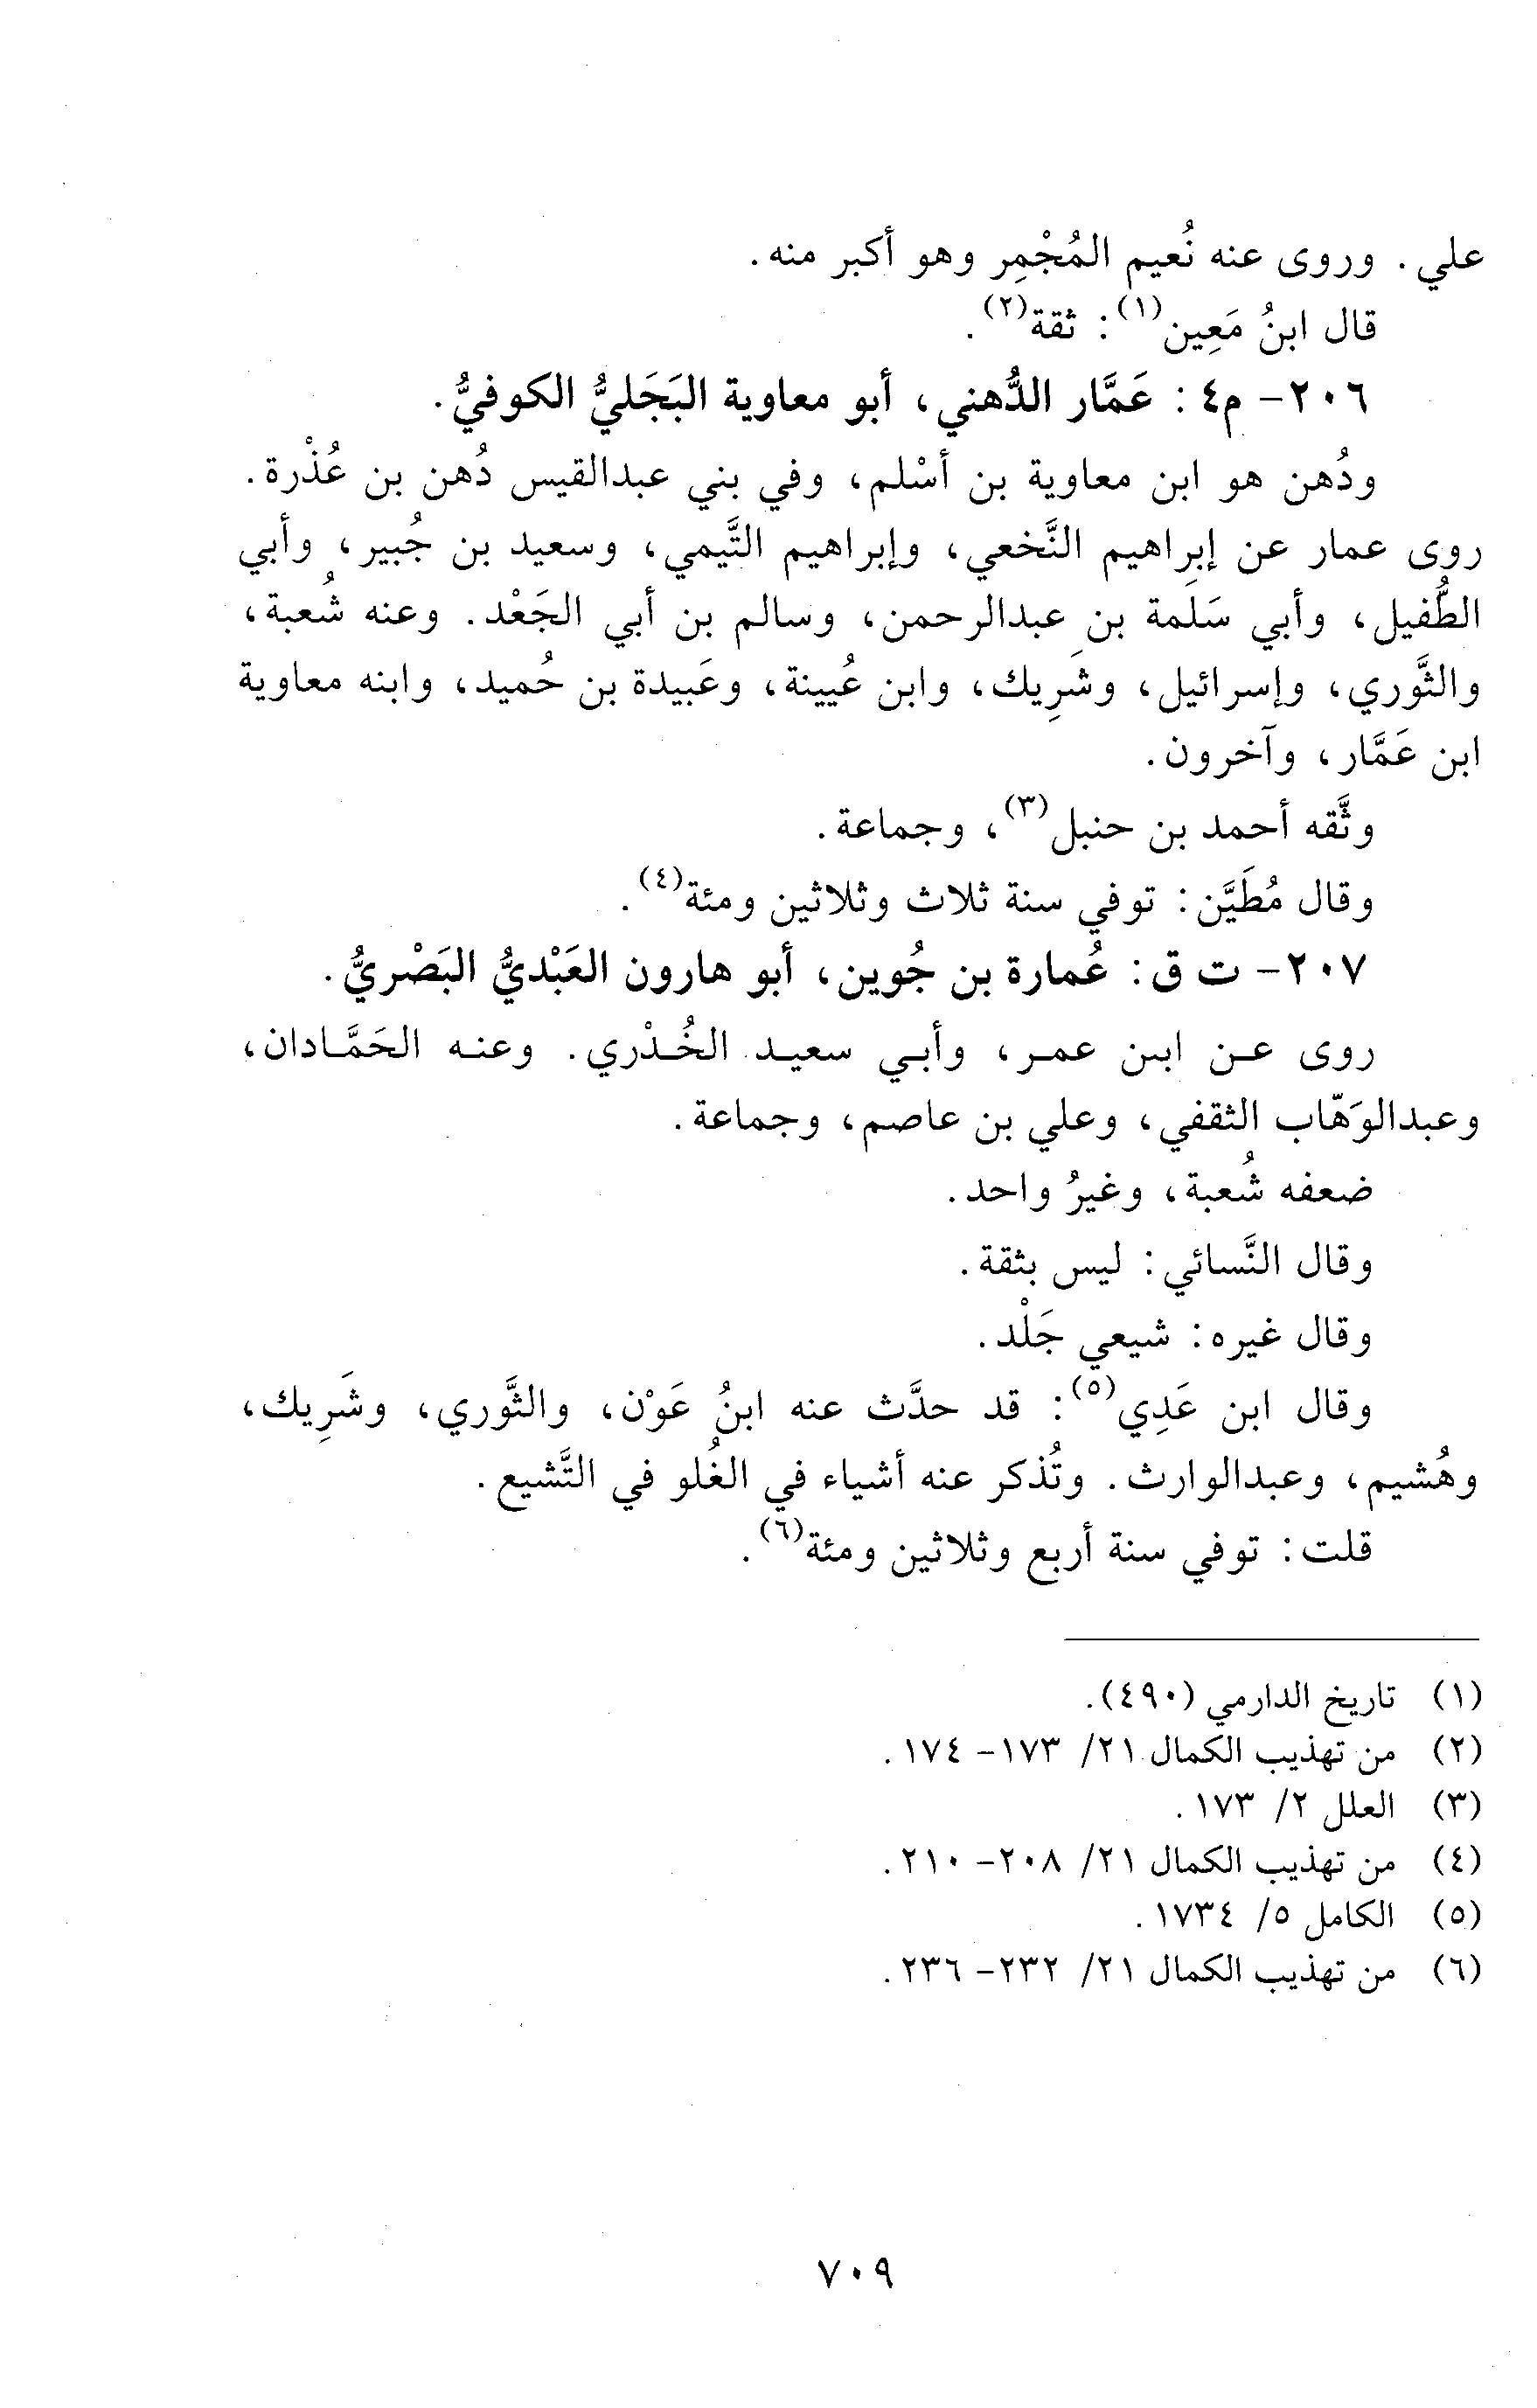 علي. وروى عنه نُعيم المُجْمِر وهو أكبر منه.
قال ابنُ مَعِين(١): ثقة(٢).
٢٠٦- م٤: عَمَّار الدُّهني، أبو معاوية البَجَليُّ الكوفيُّ.
ودُهن هو ابن معاوية بن أسْلم، وفي بني عبدالقيس دُهن بن عُذْرة.
روى عمار عن إبراهيم النَّخعي، وإبراهيم التَّيمي، وسعيد بن جُبير، وأبي
الطُّفيل، وأبي سَلَمة بن عبدالرحمن، وسالم بن أبي الجَعْد. وعنه شُعبة،
والثَّوري، وإسرائيل، وشَرِيك، وابن عُيينة، وعَبيدة بن حُميد، وابنه معاوية
ابن عَمَّار، وآخرون.
وثَّقه أحمد بن حنبل(٣)، وجماعة.
وقال مُطَيَّن: توفي سنة ثلاث وثلاثين ومئة(٤).
٢٠٧- ت ق: عُمارة بن جُوين، أبو هارون العَبْديُّ البَصْريُّ.
روى عن ابن عمر، وأبي سعيد الخُدْري. وعنه الحَمَّادان،
وعبدالوَهّاب الثقفي، وعلي بن عاصم، وجماعة.
ضعفه شُعبة، وغيرُ واحد.
وقال النَّسائي: ليس بثقة.
وقال غيره: شيعي جَلْد.
وقال ابن عَدِي(٥): قد حدَّث عنه ابنُ عَوْن، والثَّوري، وشَرِيك،
وهُشيم، وعبدالوارث. وتُذكر عنه أشياء في الغُلو في التَّشيع.
قلت: توفي سنة أربع وثلاثين ومئة(٦).
(١) تاريخ الدارمي (٤٩٠).
(٢) من تهذيب الكمال ٢١/ ١٧٣- ١٧٤.
(٣) العلل ٢/ ١٧٣.
(٤) من تهذيب الكمال ٢١/ ٢٠٨- ٢١٠.
(٥) الكامل ٥/ ١٧٣٤.
(٦) من تهذيب الكمال ٢١/ ٢٣٢- ٢٣٦.
٧٠٩